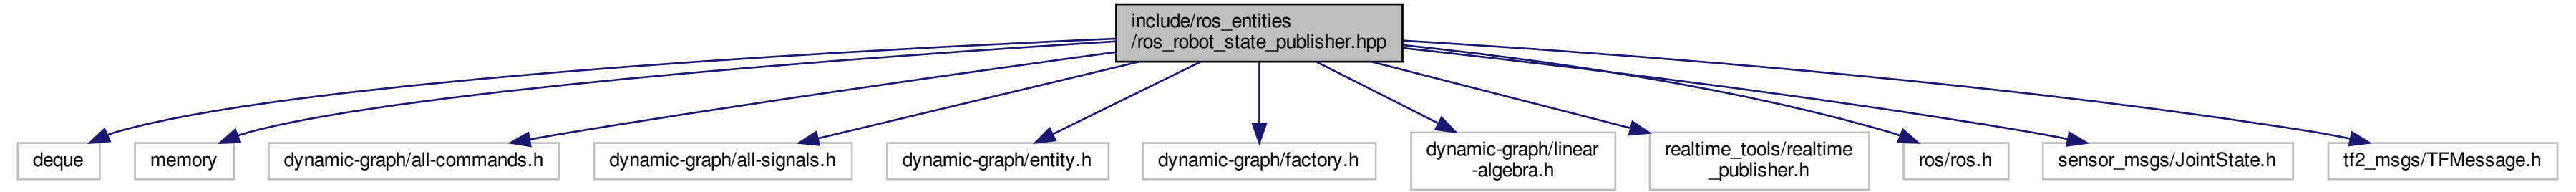 include/ros_entities
/ros_robot_state_publisher.hpp
deque
memory
dynamic-graph/all-commands.h
dynamic-graph/all-signals.h
dynamic-graph/entity.h
dynamic-graph/factory.h
dynamic-graph/linear
-algebra.h
realtime_tools/realtime
_publisher.h
ros/ros.h
sensor_msgs/JointState.h
tf2_msgs/TFMessage.h